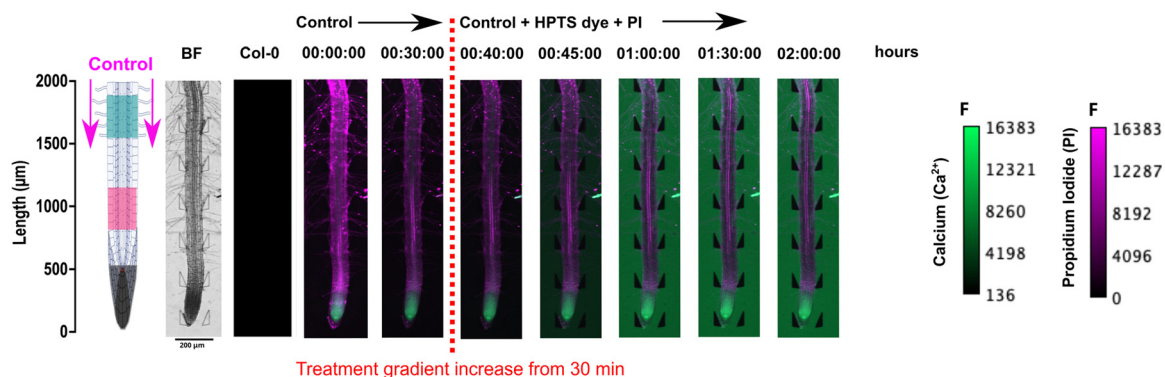 Control
Control + HPTS dye + PI
Control
BF
Col-0
00:00:00
00:30:00
00:40:00
00:45:00
01:00:00
01:30:00
02:00:00
hours
Length (µm)
2000
1500
1000
500
0
200 µm
Treatment gradient increase from 30 min
Calcium (Ca²⁺)
F
16383
12321
8260
4198
136
Propidium Iodide (PI)
F
16383
12287
8192
4096
0